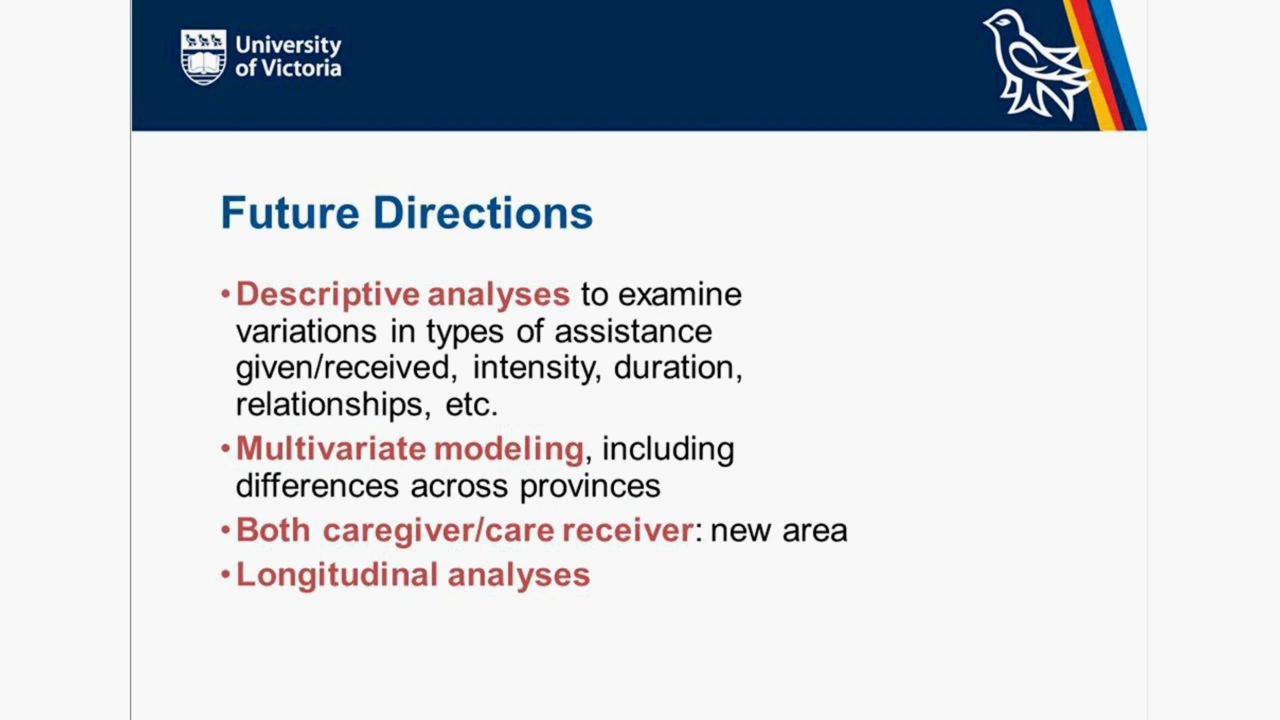 University
of Victoria
Future Directions
•Descriptive analyses to examine
variations in types of assistance
given/received, intensity, duration,
relationships, etc.
•Multivariate modeling, including
differences across provinces
•Both caregiver/care receiver: new area
•Longitudinal analyses